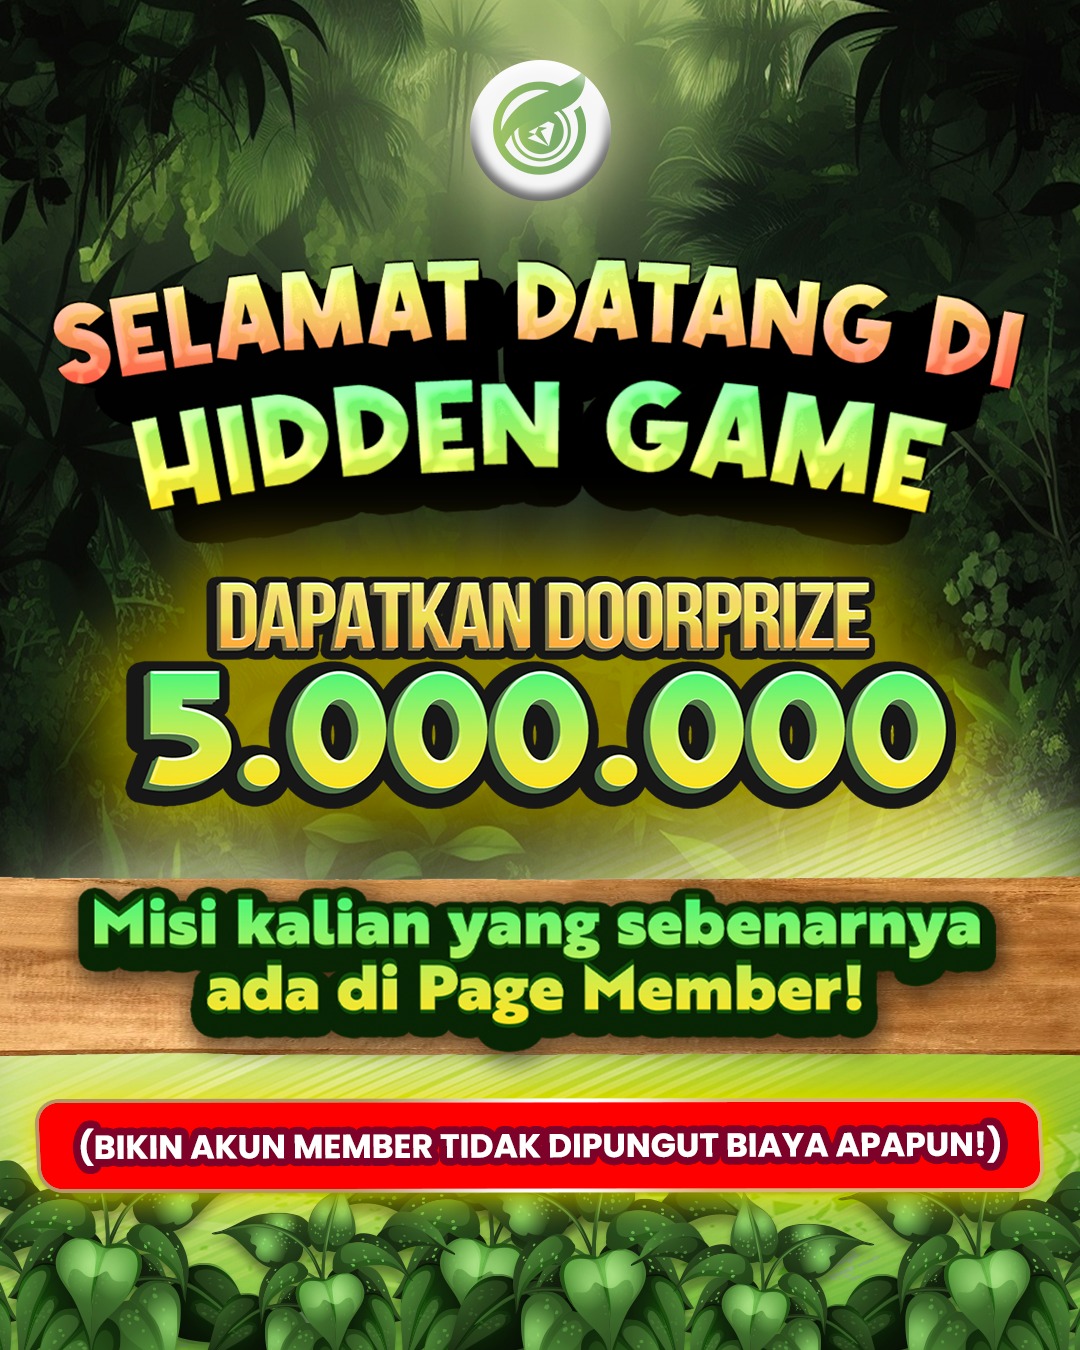 SELAMAT DATANG DI
HIDDEN GAME
DAPATKAN DOORPRIZE
5.000.000
Misi kalian yang sebenarnya
ada di Page Member!
(BIKIN AKUN MEMBER TIDAK DIPUNGUT BIAYA APAPUN!)